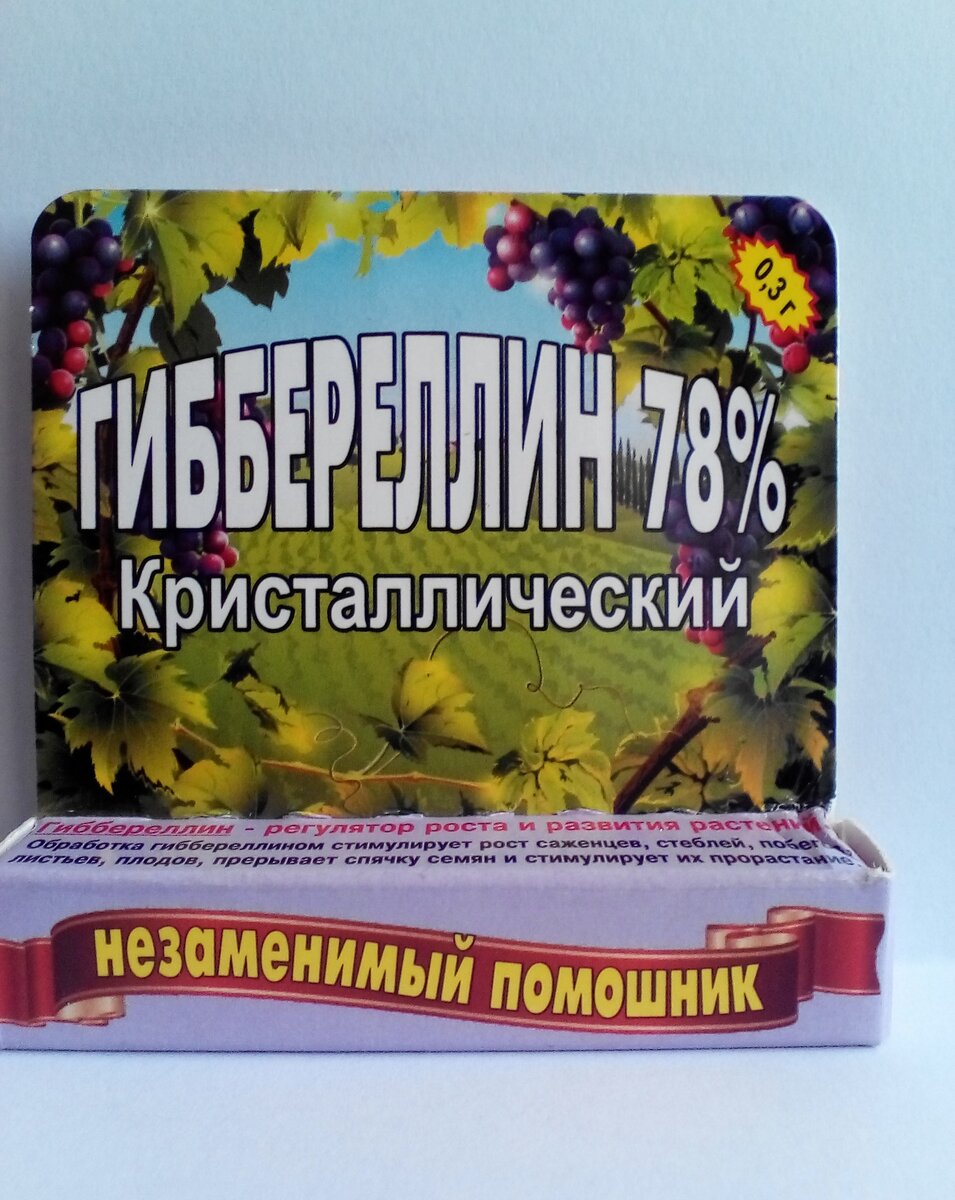 0,3 г
ГИББЕРЕЛЛИН 78%
Кристаллический
Гиббереллин - регулятор роста и развития растений
Обработка гиббереллином стимулирует рост саженцев, стеблей, побегов,
листьев, плодов, прерывает спячку семян и стимулирует их прорастание.
незаменимый помошник